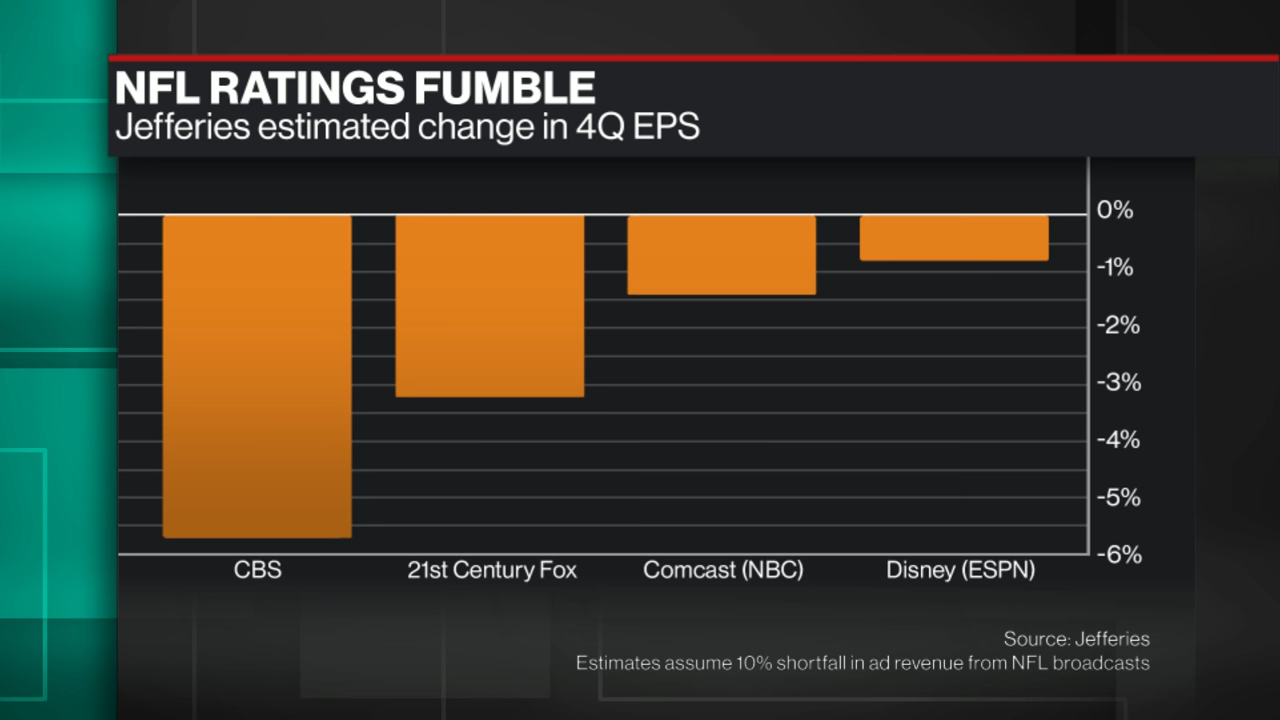 NFL RATINGS FUMBLE
Jefferies estimated change in 4Q EPS
0%
-1%
-2%
-3%
-4%
-5%
-6%
CBS
21st Century Fox
Comcast (NBC)
Disney (ESPN)
Source: Jefferies
Estimates assume 10% shortfall in ad revenue from NFL broadcasts